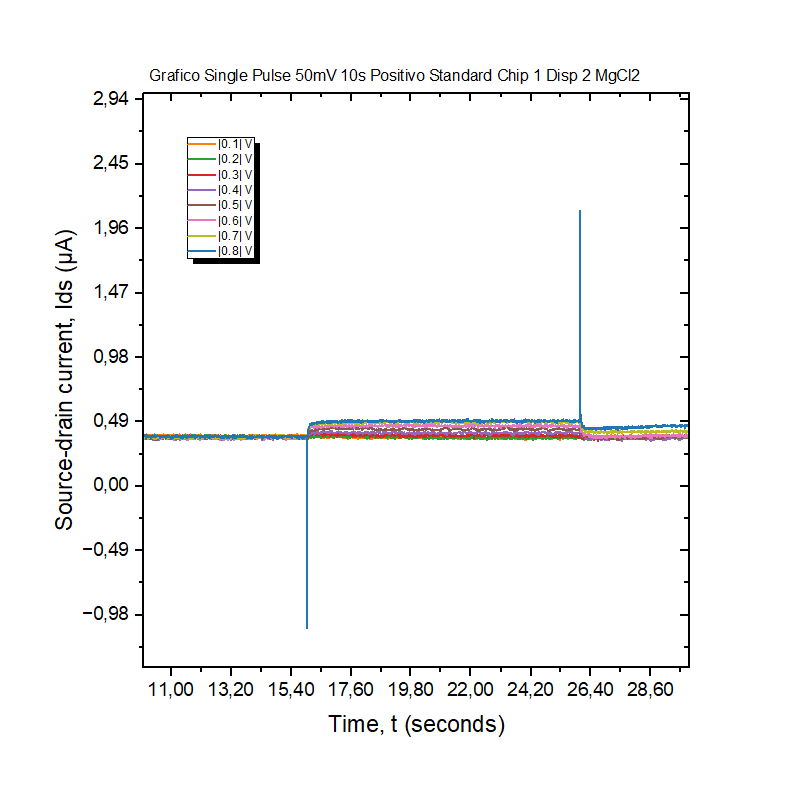 Grafico Single Pulse 50mV 10s Positivo Standard Chip 1 Disp 2 MgCl2
2,94
|0.1| V
|0.2| V
|0.3| V
|0.4| V
|0.5| V
|0.6| V
|0.7| V
|0.8| V
2,45
1,96
1,47
0,98
0,49
0,00
−0,49
−0,98
Source-drain current, Ids (µA)
11,00 13,20 15,40 17,60 19,80 22,00 24,20 26,40 28,60
Time, t (seconds)